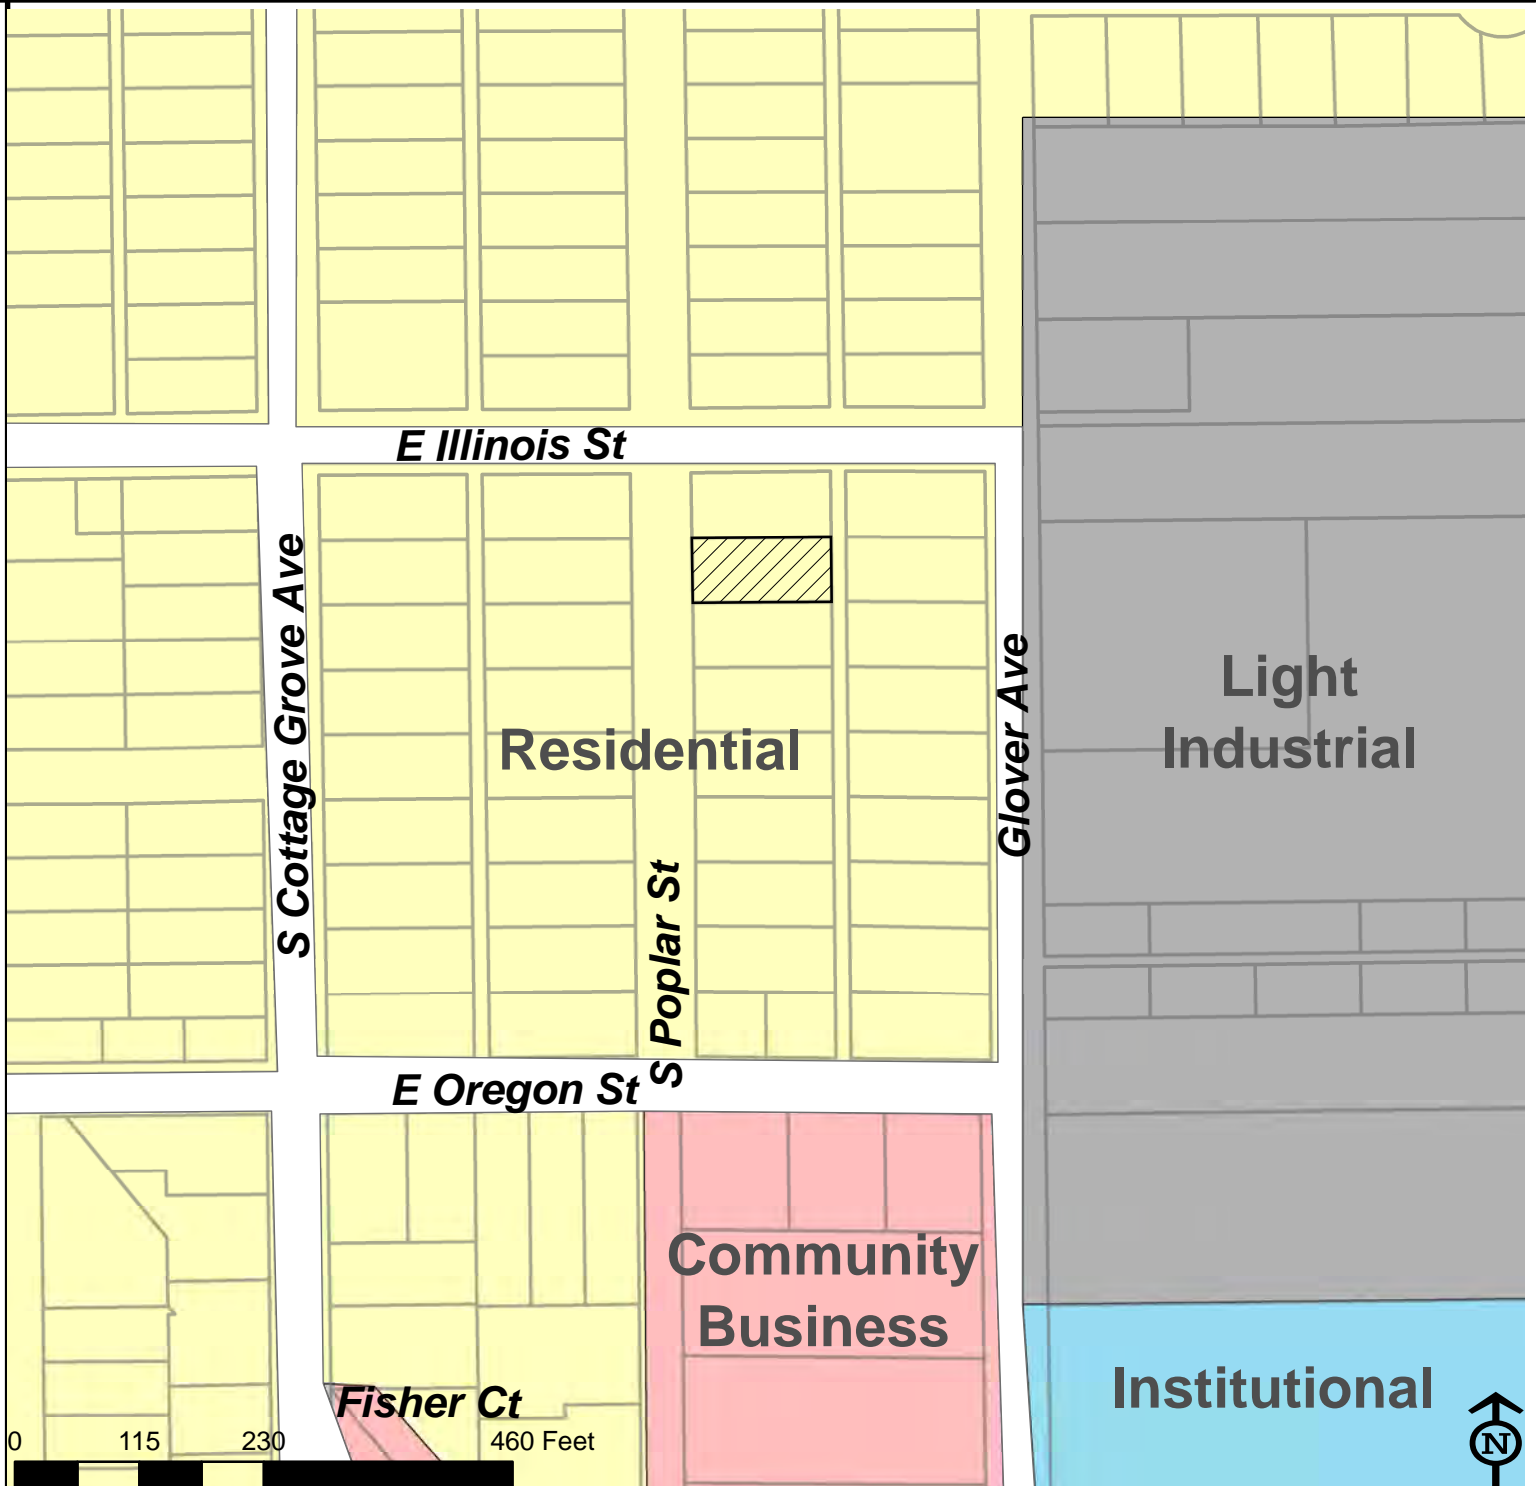 E Illinois St
S Cottage Grove Ave
Glover Ave
Light
Industrial
Residential
S Poplar St
E Oregon St
Community
Business
Institutional
Fisher Ct
0 115 230 460 Feet
N